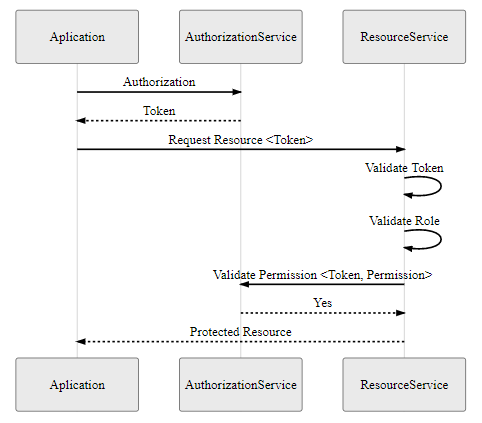 Aplication
AuthorizationService
ResourceService
Authorization
Token
Request Resource <Token>
Validate Token
Validate Role
Validate Permission <Token, Permission>
Yes
Protected Resource
Aplication
AuthorizationService
ResourceService